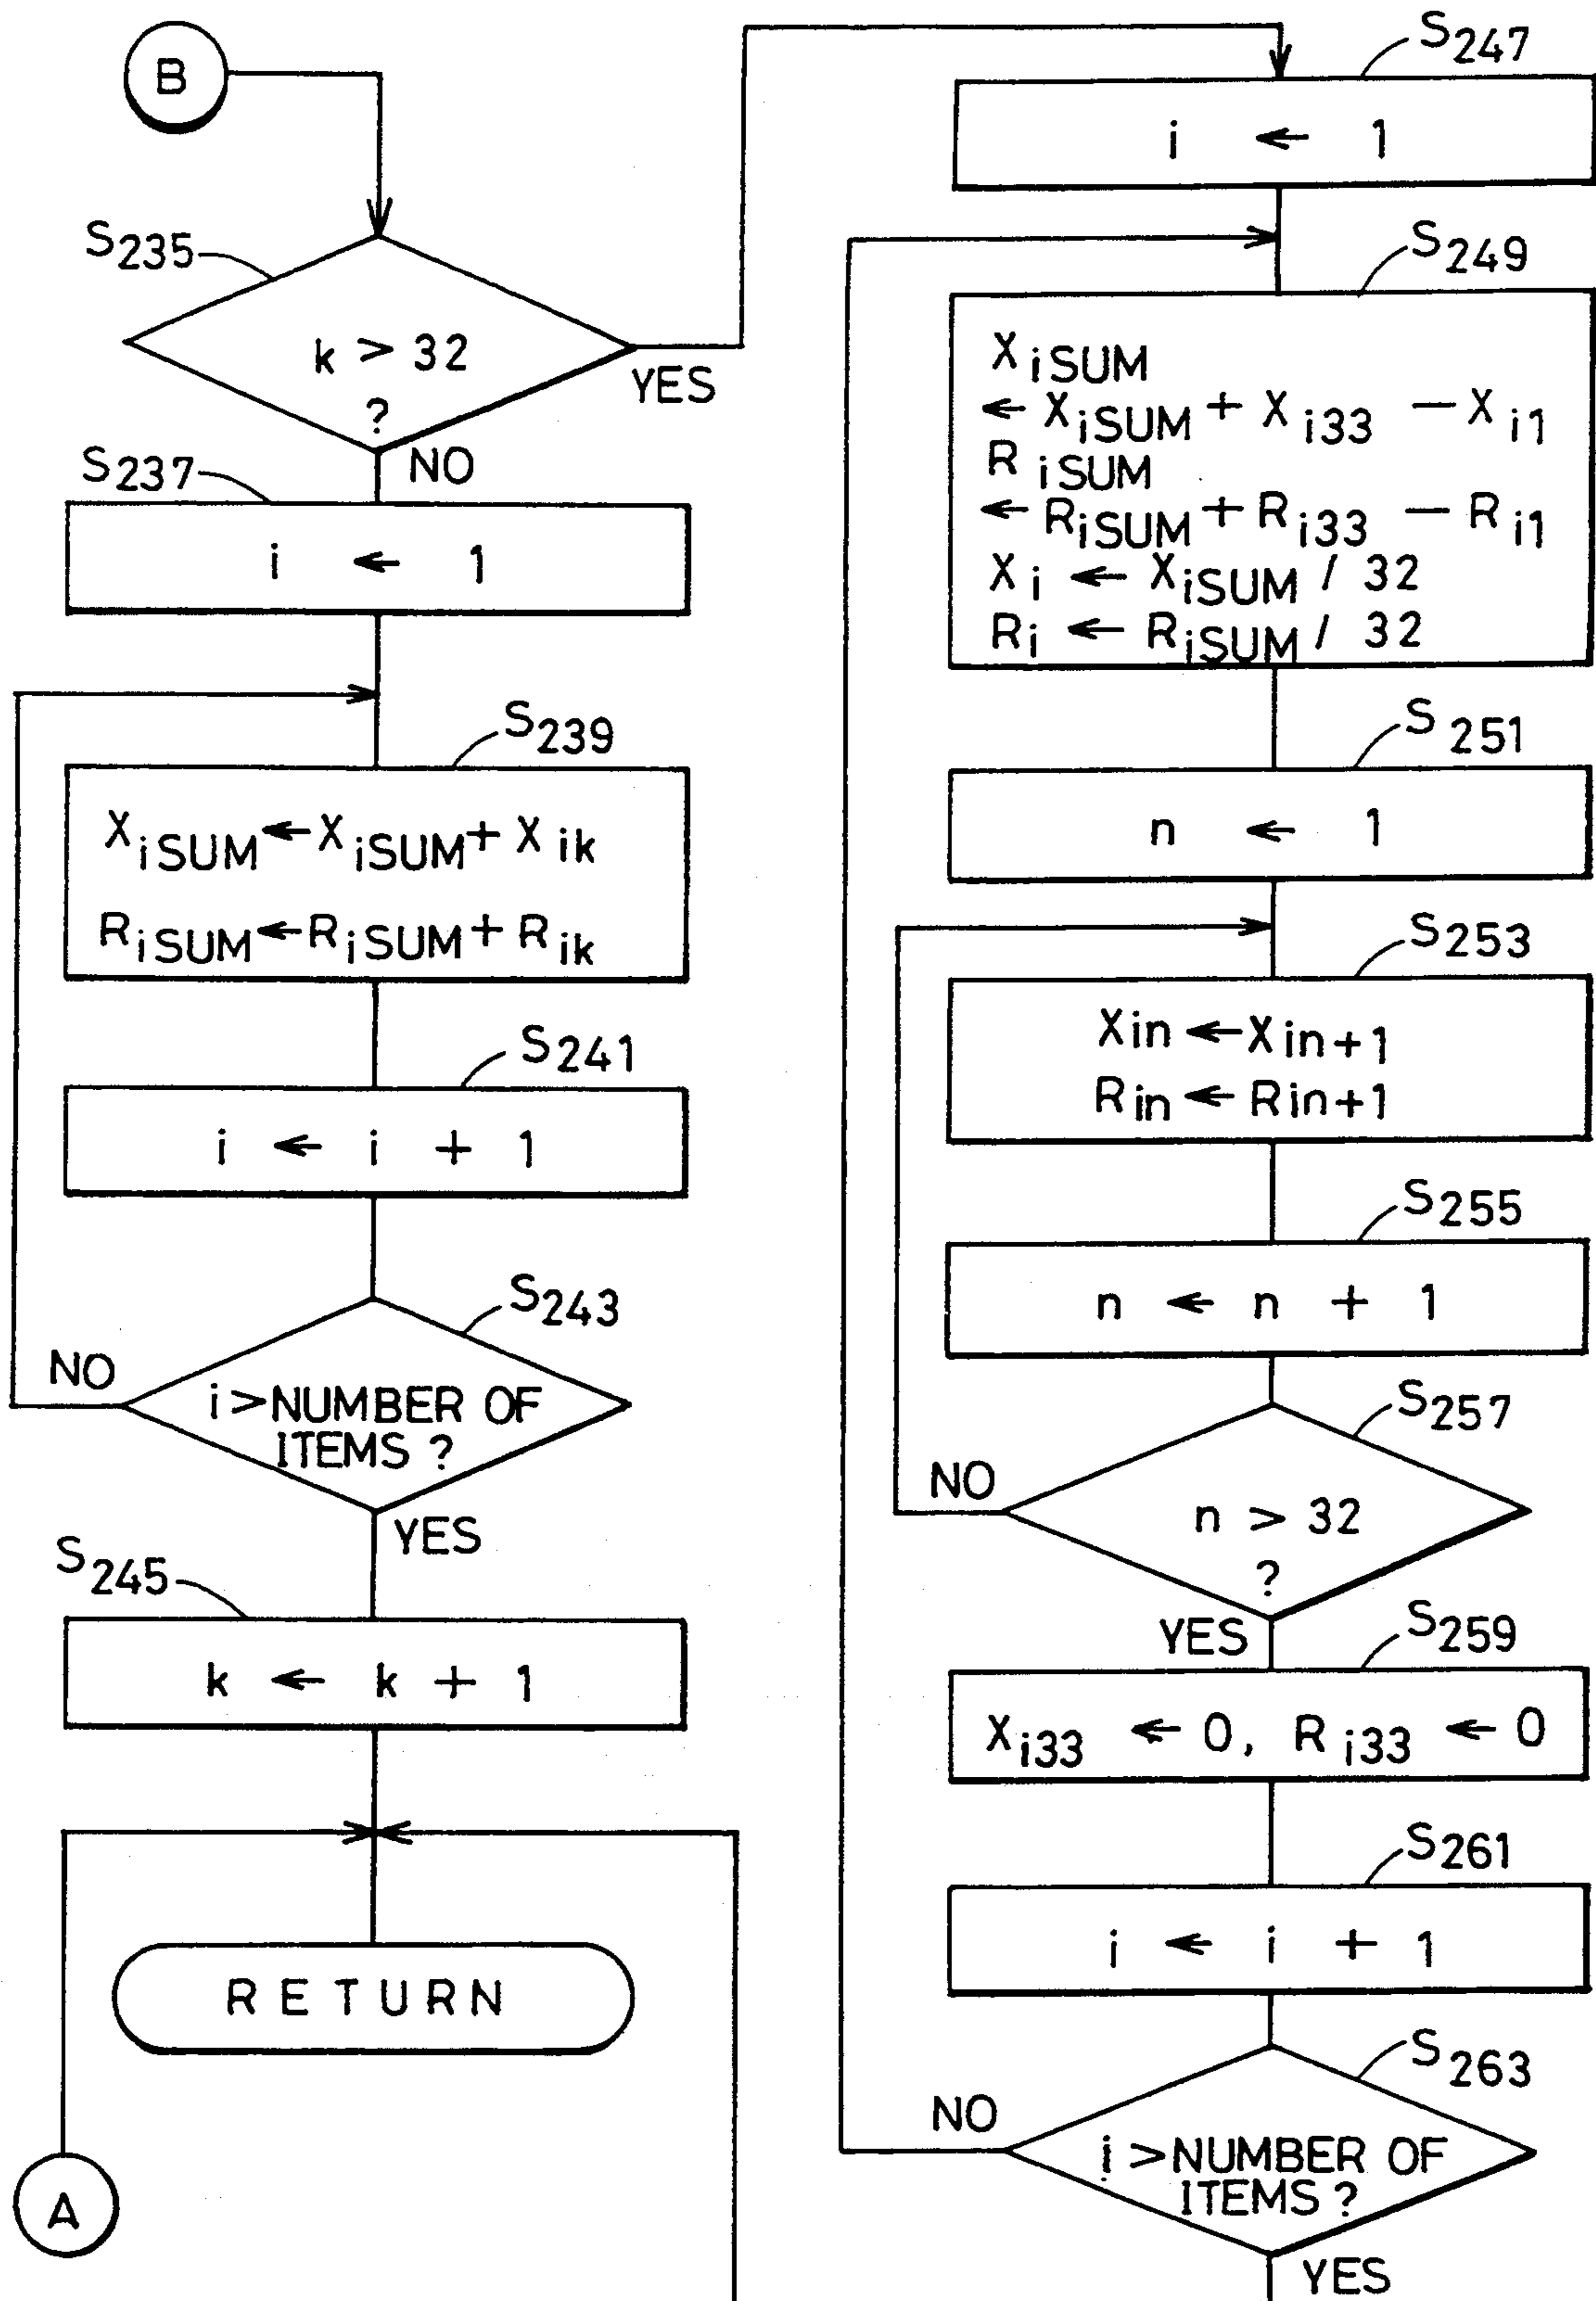 B
S235
k > 32
?
YES
NO
S237
i ← 1
S239
XiSUM ← XiSUM + Xik
RiSUM ← RiSUM + Rik
S241
i ← i + 1
S243
NO
i > NUMBER OF
ITEMS ?
YES
S245
k ← k + 1
RETURN
A
S247
i ← 1
S249
XiSUM
← XiSUM + Xi33 − Xi1
RiSUM
← RiSUM + Ri33 − Ri1
Xi ← XiSUM / 32
Ri ← RiSUM / 32
S251
n ← 1
S253
Xin ← Xin+1
Rin ← Rin+1
S255
n ← n + 1
S257
NO
n > 32
?
YES
S259
Xi33 ← 0, Ri33 ← 0
S261
i ← i + 1
S263
NO
i > NUMBER OF
ITEMS ?
YES